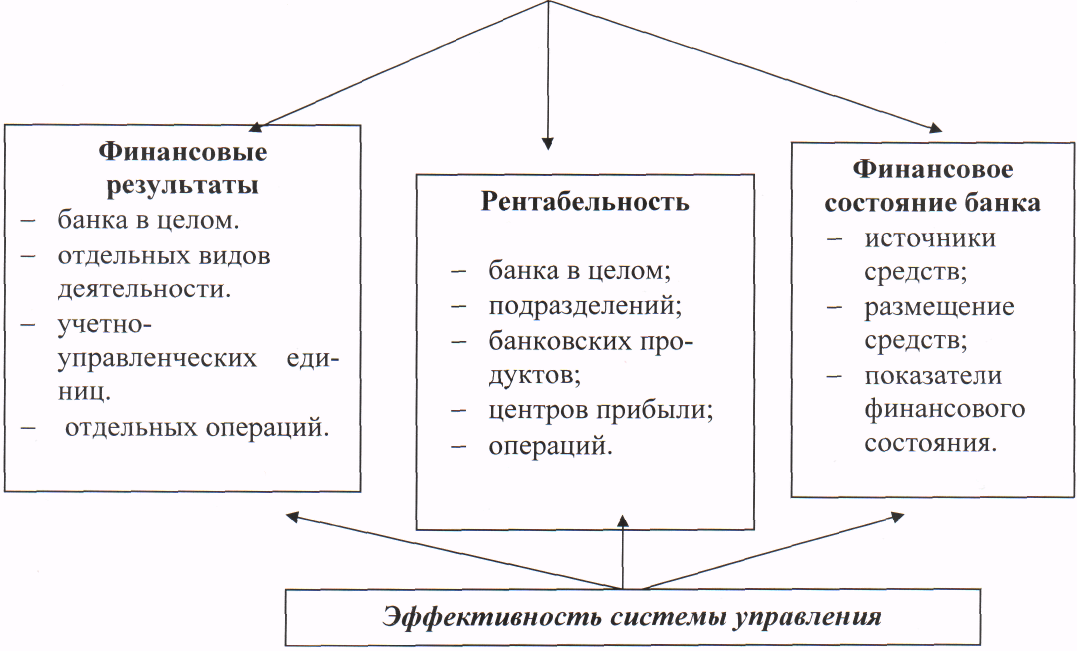 Финансовые
результаты
– банка в целом.
– отдельных видов
деятельности.
– учетно-
управленческих еди-
ниц.
– отдельных операций.
Рентабельность
– банка в целом;
– подразделений;
– банковских про-
дуктов;
– центров прибыли;
– операций.
Финансовое
состояние банка
– источники
средств;
– размещение
средств;
– показатели
финансового
состояния.
Эффективность системы управления